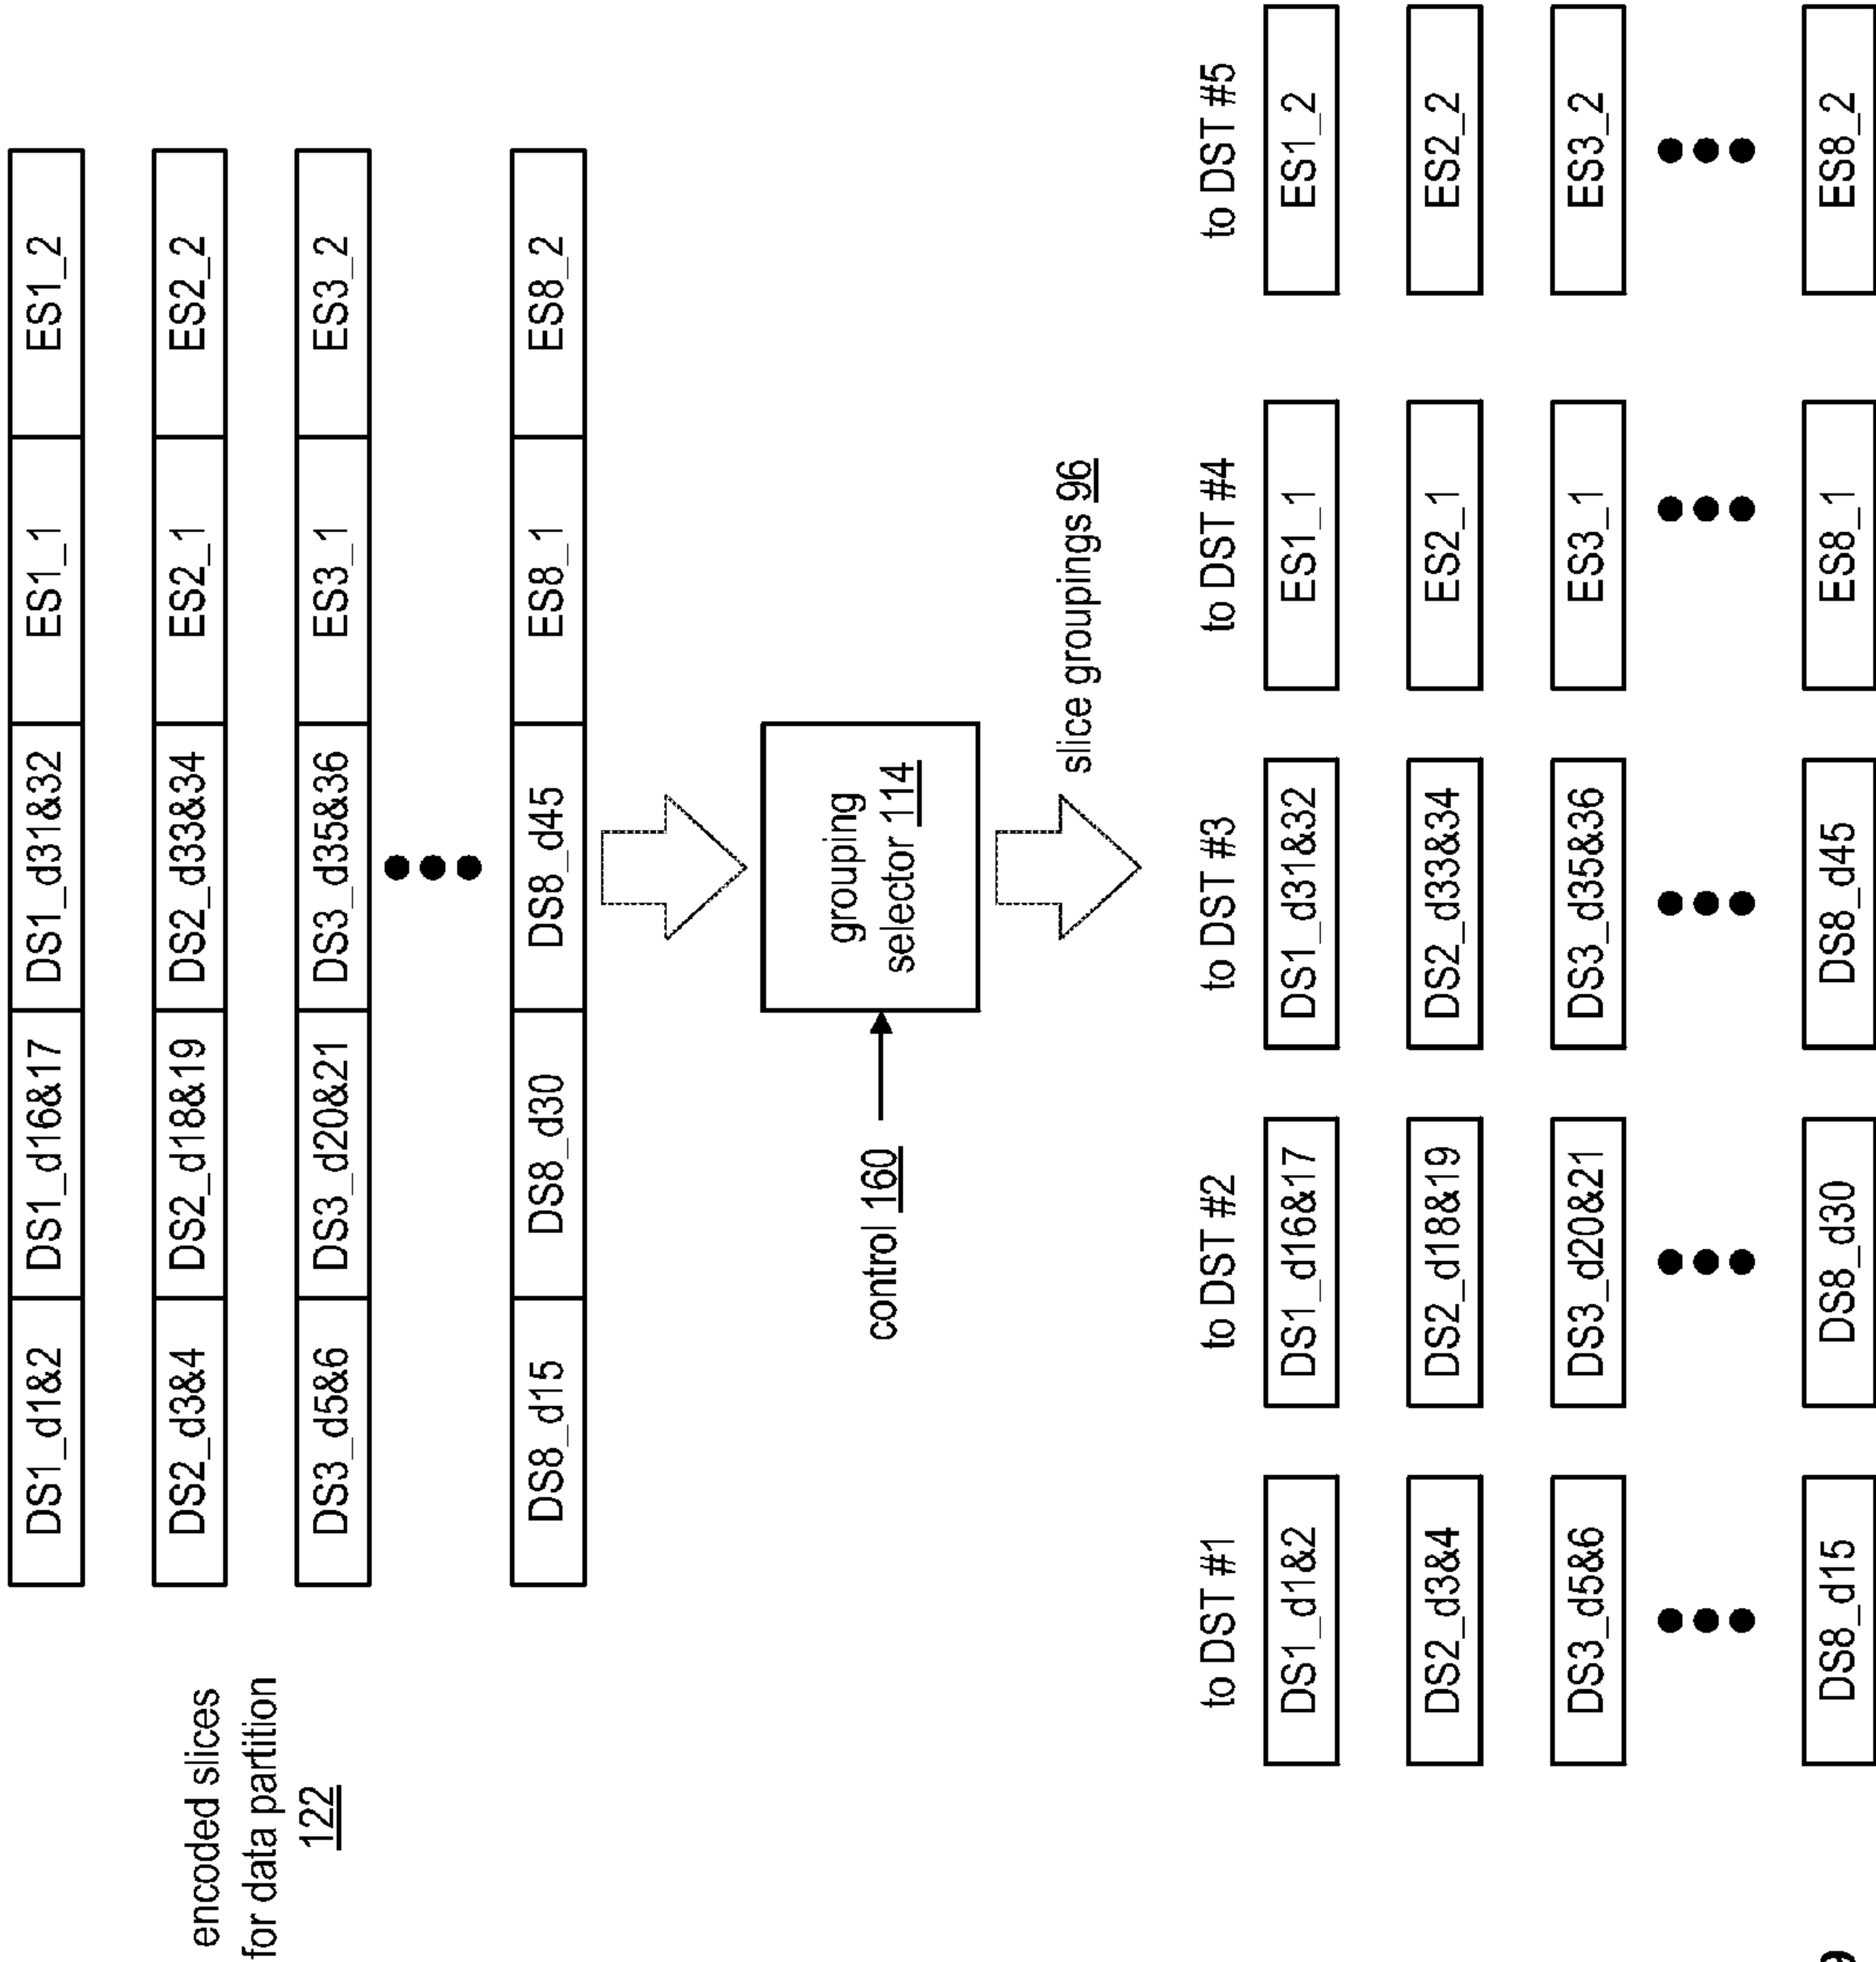 encoded slices
for data partition
122
DS1_d1&2 DS1_d16&17 DS1_d31&32 ES1_1 ES1_2
DS2_d3&4 DS2_d18&19 DS2_d33&34 ES2_1 ES2_2
DS3_d5&6 DS3_d20&21 DS3_d35&36 ES3_1 ES3_2
DS8_d15 DS8_d30 DS8_d45 ES8_1 ES8_2
control 160
grouping
selector 114
slice groupings 96
to DST #1 to DST #2 to DST #3 to DST #4 to DST #5
DS1_d1&2 DS1_d16&17 DS1_d31&32 ES1_1 ES1_2
DS2_d3&4 DS2_d18&19 DS2_d33&34 ES2_1 ES2_2
DS3_d5&6 DS3_d20&21 DS3_d35&36 ES3_1 ES3_2
DS8_d15 DS8_d30 DS8_d45 ES8_1 ES8_2